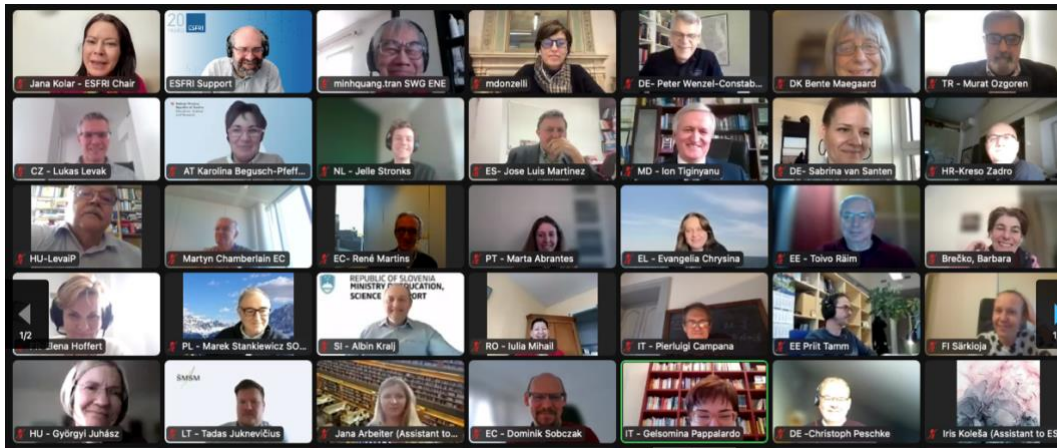 20
ESFRI
Jana Kolar - ESFRI Chair
ESFRI Support
minhquang.tran SWG ENE
mdonzelli
DE- Peter Wenzel-Constab...
DK Bente Maegaard
TR - Murat Ozgoren
CZ - Lukas Levak
AT Karolina Begusch-Pfeff...
NL - Jelle Stronks
ES- Jose Luis Martinez
MD - Ion Tiginyanu
DE- Sabrina van Santen
HR-Kreso Zadro
HU-LevaiP
Martyn Chamberlain EC
EC- René Martins
PT - Marta Abrantes
EL - Evangelia Chrysina
EE - Toivo Räim
Brečko, Barbara
1/2
Elena Hoffert
PL - Marek Stankiewicz SO...
REPUBLIC OF SLOVENIA
MINISTRY OF EDUCATION,
SCIENCE
SI - Albin Kralj
RO - Iulia Mihail
IT - Pierluigi Campana
EE Priit Tamm
FI Särkioja
HU - Györgyi Juhász
ŠMSM
LT - Tadas Juknevičius
Jana Arbeiter (Assistant to...
EC - Dominik Sobczak
IT - Gelsomina Pappalardo
DE -Christoph Peschke
Iris Koleša (Assistant to E